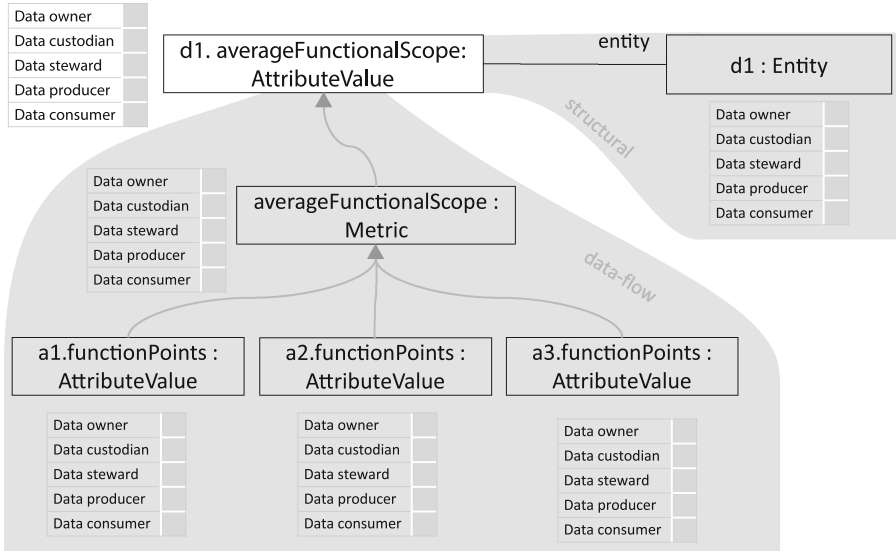 Data owner
Data custodian
Data steward
Data producer
Data consumer
d1. averageFunctionalScope:
AttributeValue
entity
d1 : Entity
structural
Data owner
Data custodian
Data steward
Data producer
Data consumer
Data owner
Data custodian
Data steward
Data producer
Data consumer
averageFunctionalScope :
Metric
data-flow
a1.functionPoints :
AttributeValue
a2.functionPoints :
AttributeValue
a3.functionPoints :
AttributeValue
Data owner
Data custodian
Data steward
Data producer
Data consumer
Data owner
Data custodian
Data steward
Data producer
Data consumer
Data owner
Data custodian
Data steward
Data producer
Data consumer